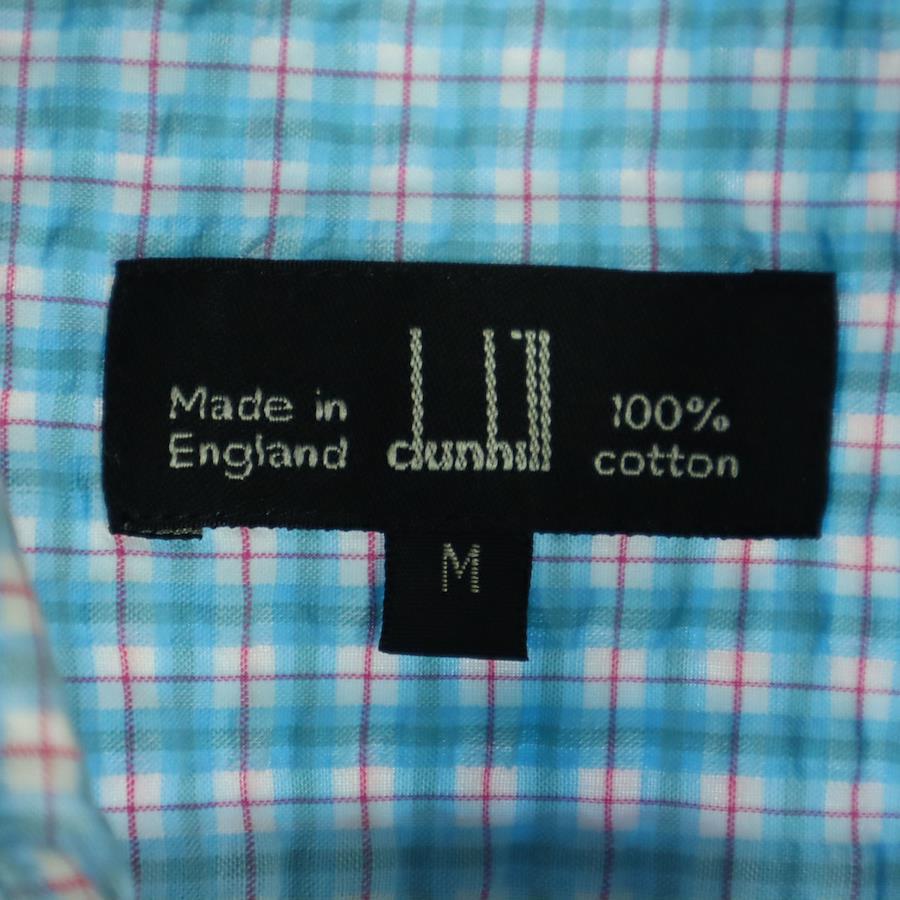 Made in
England
dunhill
100%
cotton
M